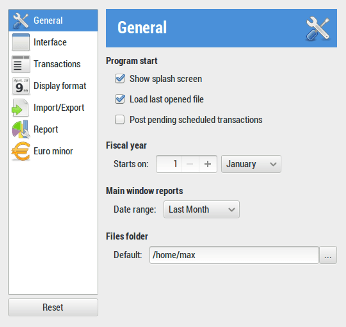 General
Interface
Transactions
Display format
Import/Export
Report
Euro minor
Reset
General
Program start
Show splash screen
Load last opened file
Post pending scheduled transactions
Fiscal year
Starts on: 1 − + January
Main window reports
Date range: Last Month
Files folder
Default: /home/max ...